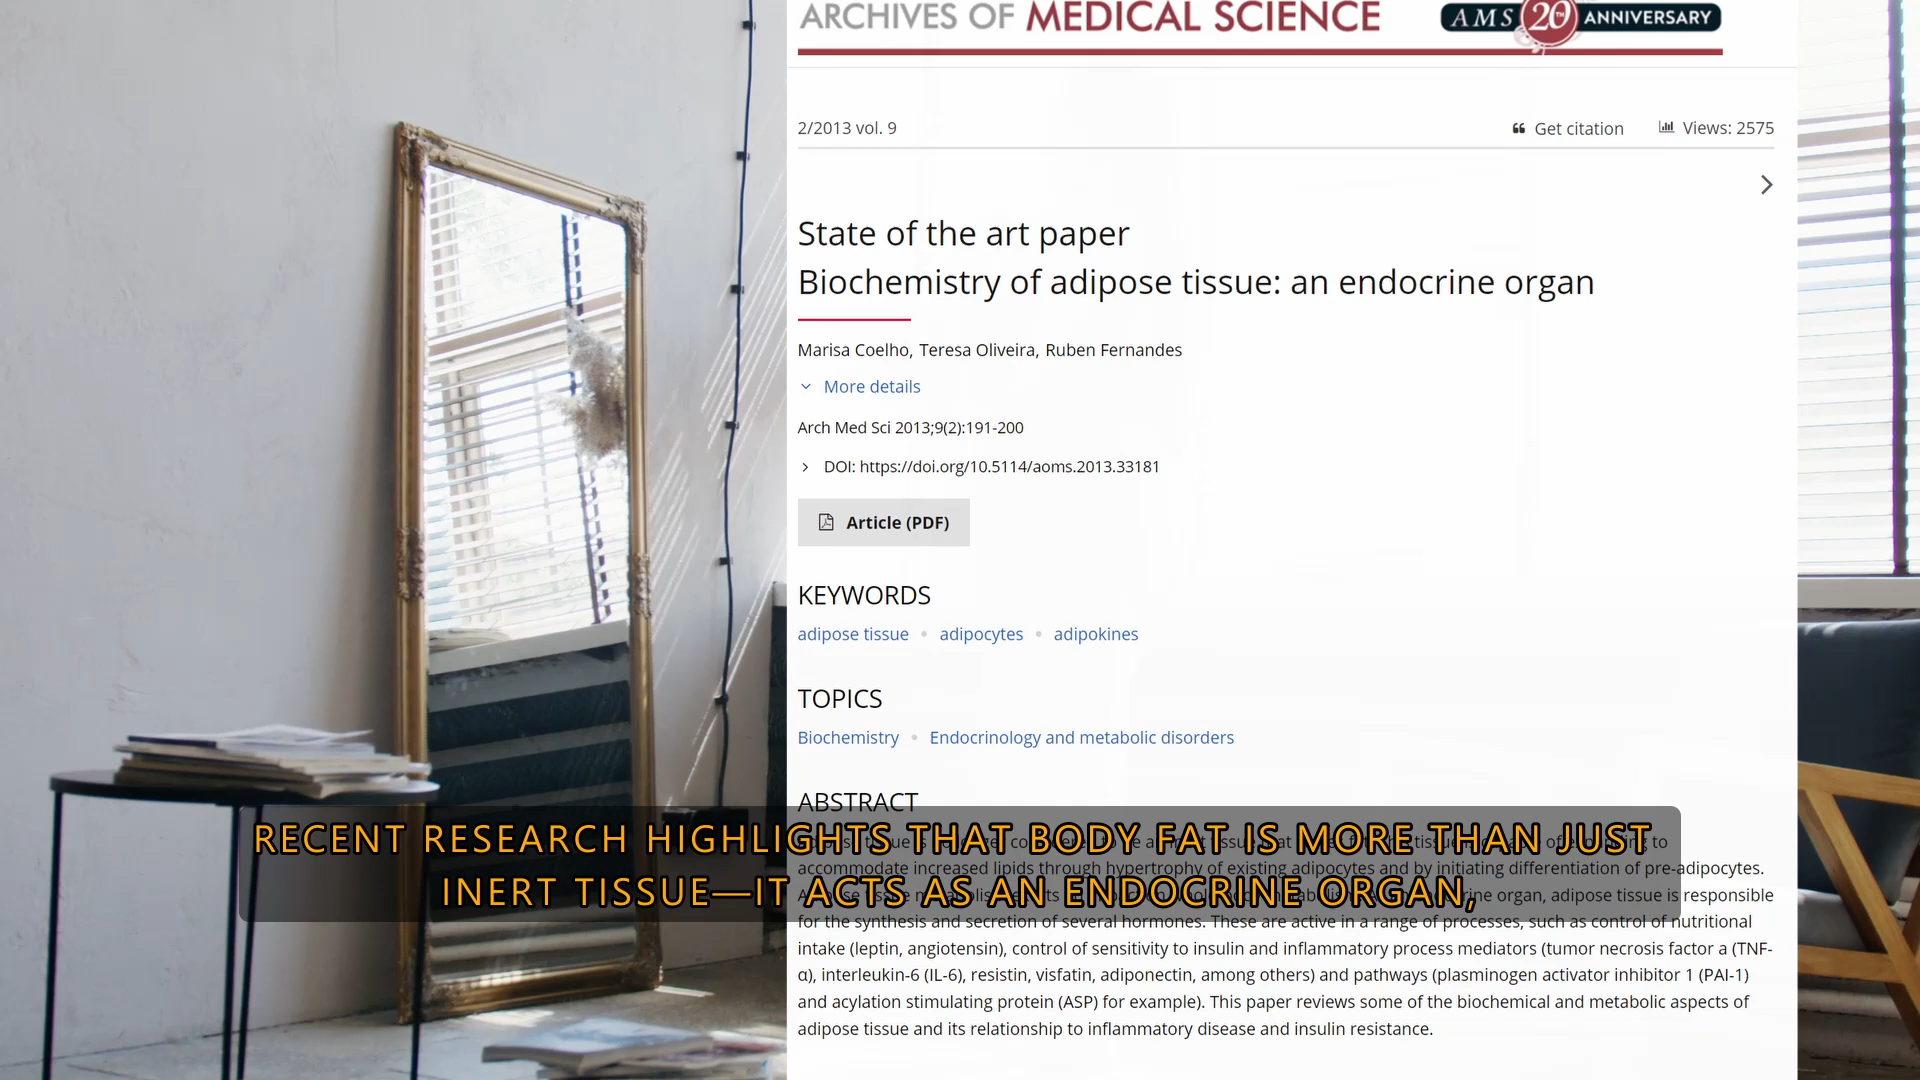 ARCHIVES OF MEDICAL SCIENCE
AMS 20TH ANNIVERSARY
2/2013 vol. 9
Get citation
Views: 2575
State of the art paper
Biochemistry of adipose tissue: an endocrine organ
Marisa Coelho, Teresa Oliveira, Ruben Fernandes
More details
Arch Med Sci 2013;9(2):191-200
DOI: https://doi.org/10.5114/aoms.2013.33181
Article (PDF)
KEYWORDS
adipose tissue • adipocytes • adipokines
TOPICS
Biochemistry • Endocrinology and metabolic disorders
ABSTRACT
RECENT RESEARCH HIGHLIGHTS THAT BODY FAT IS MORE THAN JUST
INERT TISSUE—IT ACTS AS AN ENDOCRINE ORGAN,
to
accommodate increased lipids through hypertrophy of existing adipocytes and by initiating differentiation of pre-adipocytes.
organ, adipose tissue is responsible
for the synthesis and secretion of several hormones. These are active in a range of processes, such as control of nutritional
intake (leptin, angiotensin), control of sensitivity to insulin and inflammatory process mediators (tumor necrosis factor α (TNF-
α), interleukin-6 (IL-6), resistin, visfatin, adiponectin, among others) and pathways (plasminogen activator inhibitor 1 (PAI-1)
and acylation stimulating protein (ASP) for example). This paper reviews some of the biochemical and metabolic aspects of
adipose tissue and its relationship to inflammatory disease and insulin resistance.